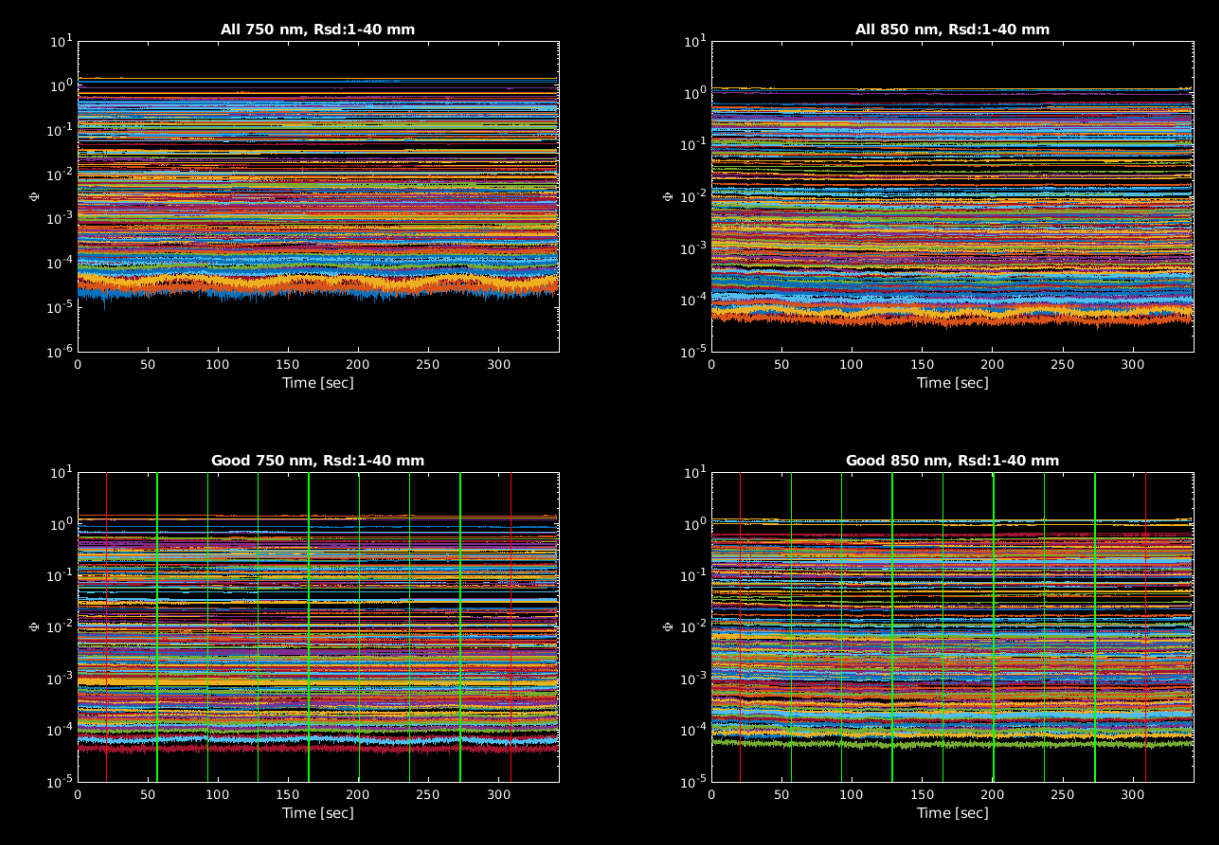 All 750 nm, Rsd:1-40 mm
10^1
10^0
10^-1
10^-2
10^-3
10^-4
10^-5
10^-6
Φ
0 50 100 150 200 250 300
Time [sec]
All 850 nm, Rsd:1-40 mm
10^1
10^0
10^-1
10^-2
10^-3
10^-4
10^-5
Φ
0 50 100 150 200 250 300
Time [sec]
Good 750 nm, Rsd:1-40 mm
10^1
10^0
10^-1
10^-2
10^-3
10^-4
10^-5
Φ
0 50 100 150 200 250 300
Time [sec]
Good 850 nm, Rsd:1-40 mm
10^1
10^0
10^-1
10^-2
10^-3
10^-4
10^-5
Φ
0 50 100 150 200 250 300
Time [sec]